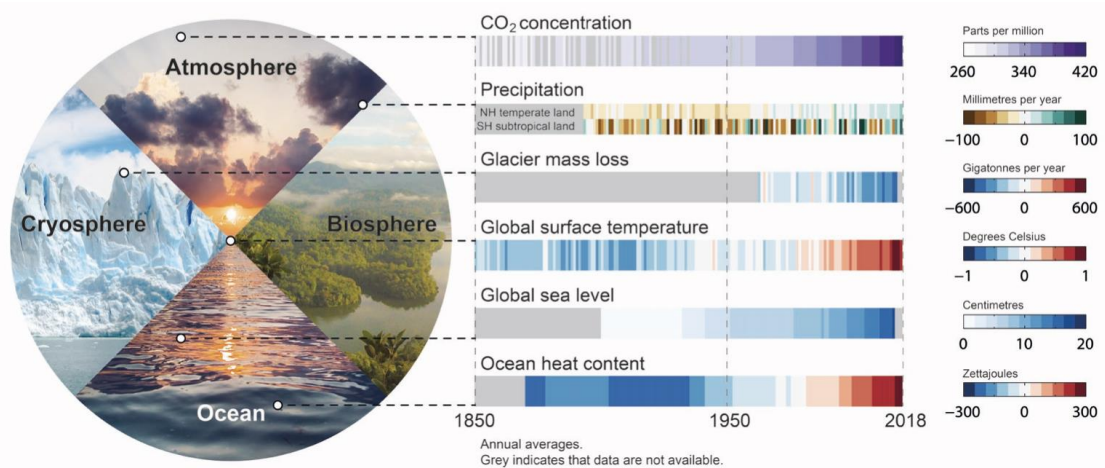 Atmosphere
Cryosphere
Biosphere
Ocean
CO₂ concentration
Precipitation
NH temperate land
SH subtropical land
Glacier mass loss
Global surface temperature
Global sea level
Ocean heat content
1850 1950 2018
Annual averages.
Grey indicates that data are not available.
Parts per million
260 340 420
Millimetres per year
−100 0 100
Gigatonnes per year
−600 0 600
Degrees Celsius
−1 0 1
Centimetres
0 10 20
Zettajoules
−300 0 300